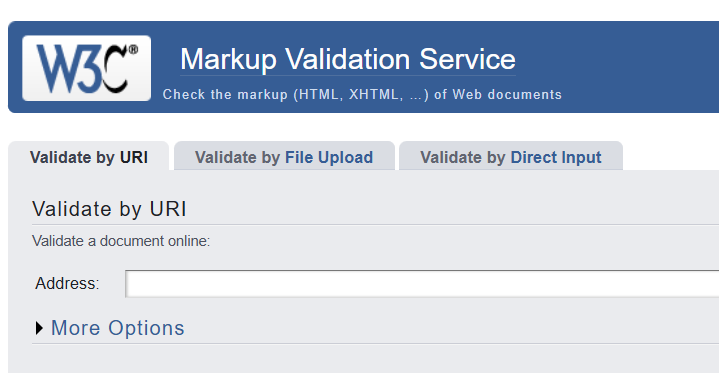 W3C®
Markup Validation Service
Check the markup (HTML, XHTML, …) of Web documents
Validate by URI
Validate by File Upload
Validate by Direct Input
Validate by URI
Validate a document online:
Address:
More Options